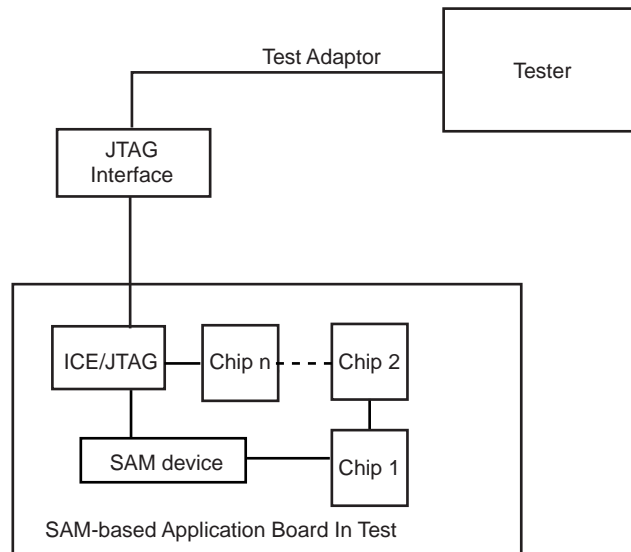 Test Adaptor
Tester
JTAG
Interface
ICE/JTAG
Chip n
Chip 2
SAM device
Chip 1
SAM-based Application Board In Test